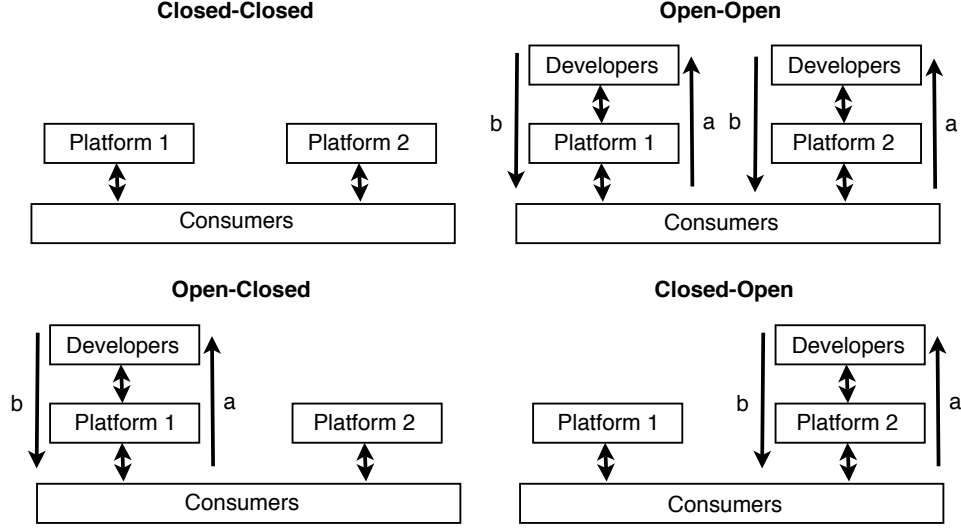 Closed-Closed
Platform 1
Platform 2
Consumers
Open-Open
b
Developers
a
b
Developers
a
Platform 1
Platform 2
Consumers
Open-Closed
b
Developers
a
Platform 1
Platform 2
Consumers
Closed-Open
Platform 1
b
Developers
a
Platform 2
Consumers